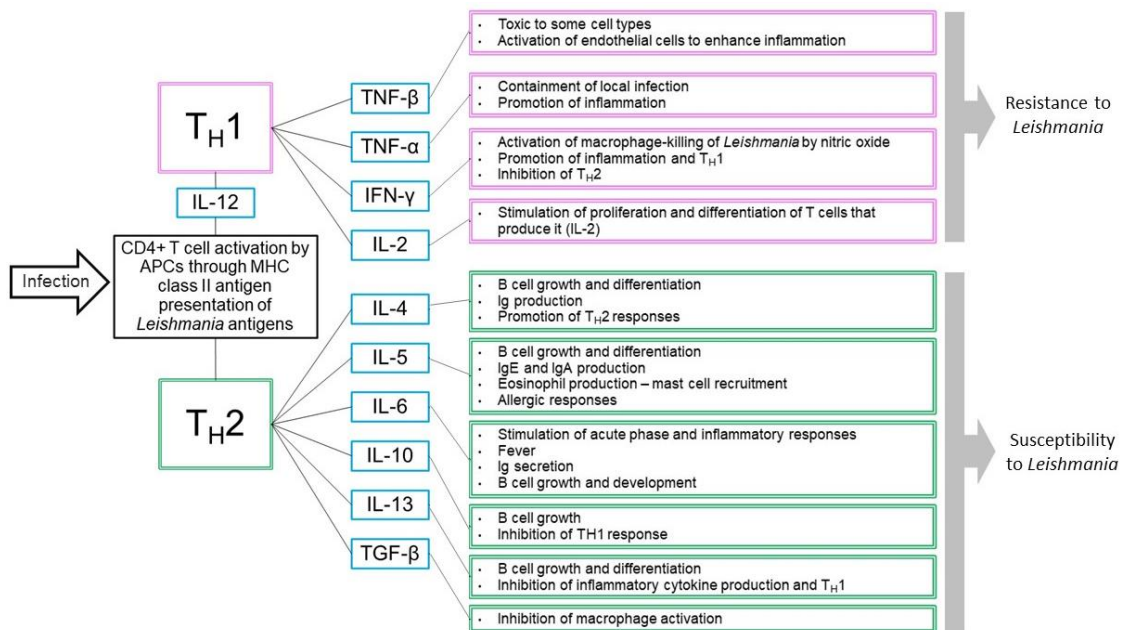 Infection
CD4+ T cell activation by
APCs through MHC
class II antigen
presentation of
Leishmania antigens
IL-12
TH1
TNF-β
· Toxic to some cell types
· Activation of endothelial cells to enhance inflammation
TNF-α
· Containment of local infection
· Promotion of inflammation
IFN-γ
· Activation of macrophage-killing of Leishmania by nitric oxide
· Promotion of inflammation and TH1
· Inhibition of TH2
IL-2
· Stimulation of proliferation and differentiation of T cells that
produce it (IL-2)
Resistance to
Leishmania
TH2
IL-4
· B cell growth and differentiation
· Ig production
· Promotion of TH2 responses
IL-5
· B cell growth and differentiation
· IgE and IgA production
· Eosinophil production – mast cell recruitment
· Allergic responses
IL-6
· Stimulation of acute phase and inflammatory responses
· Fever
· Ig secretion
· B cell growth and development
IL-10
· B cell growth
· Inhibition of TH1 response
IL-13
· B cell growth and differentiation
· Inhibition of inflammatory cytokine production and TH1
TGF-β
· Inhibition of macrophage activation
Susceptibility
to Leishmania